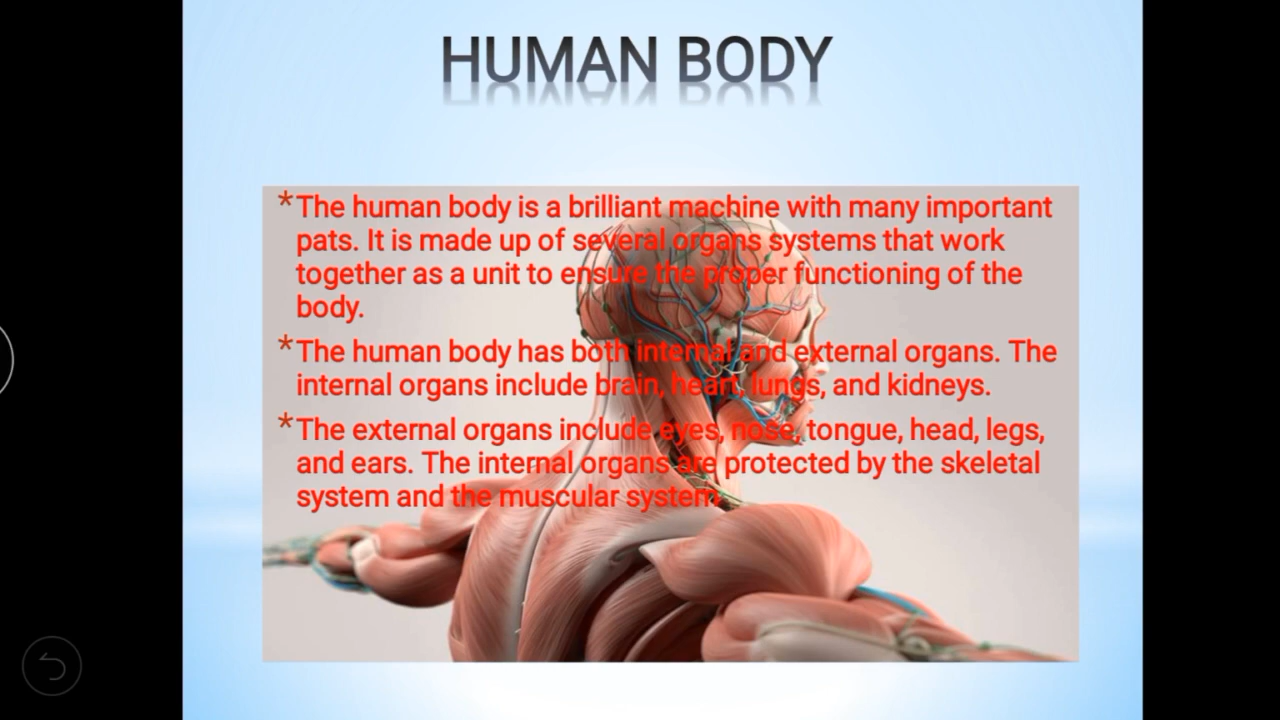 HUMAN BODY
*The human body is a brilliant machine with many important
pats. It is made up of several organs systems that work
together as a unit to ensure the proper functioning of the
body.
*The human body has both internal and external organs. The
internal organs include brain, heart, lungs, and kidneys.
*The external organs include eyes, nose, tongue, head, legs,
and ears. The internal organs are protected by the skeletal
system and the muscular system.